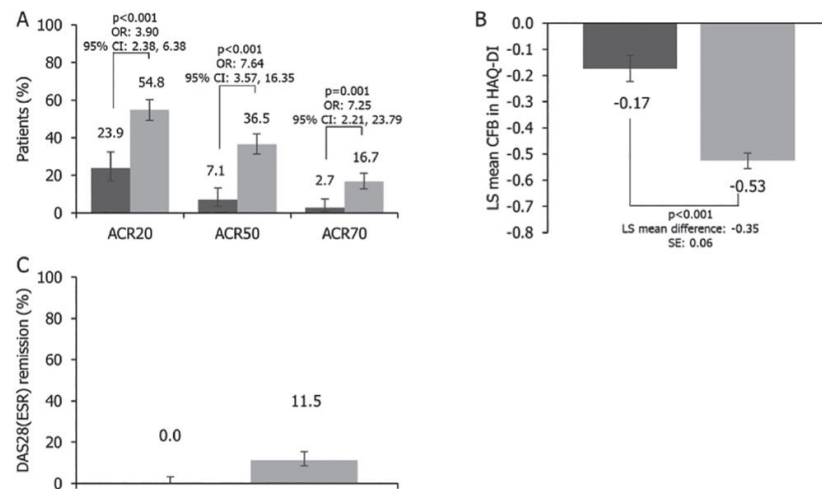 A
p<0.001
OR: 3.90
95% CI: 2.38, 6.38
p<0.001
OR: 7.64
95% CI: 3.57, 16.35
p=0.001
OR: 7.25
95% CI: 2.21, 23.79
Patients (%)
100
80
60
40
20
0
23.9
54.8
7.1
36.5
2.7
16.7
ACR20
ACR50
ACR70
B
LS mean CFB in HAQ-DI
0.0
-0.1
-0.2
-0.3
-0.4
-0.5
-0.6
-0.7
-0.8
-0.17
-0.53
p<0.001
LS mean difference: -0.35
SE: 0.06
C
DAS28(ESR) remission (%)
100
80
60
40
20
0
0.0
11.5